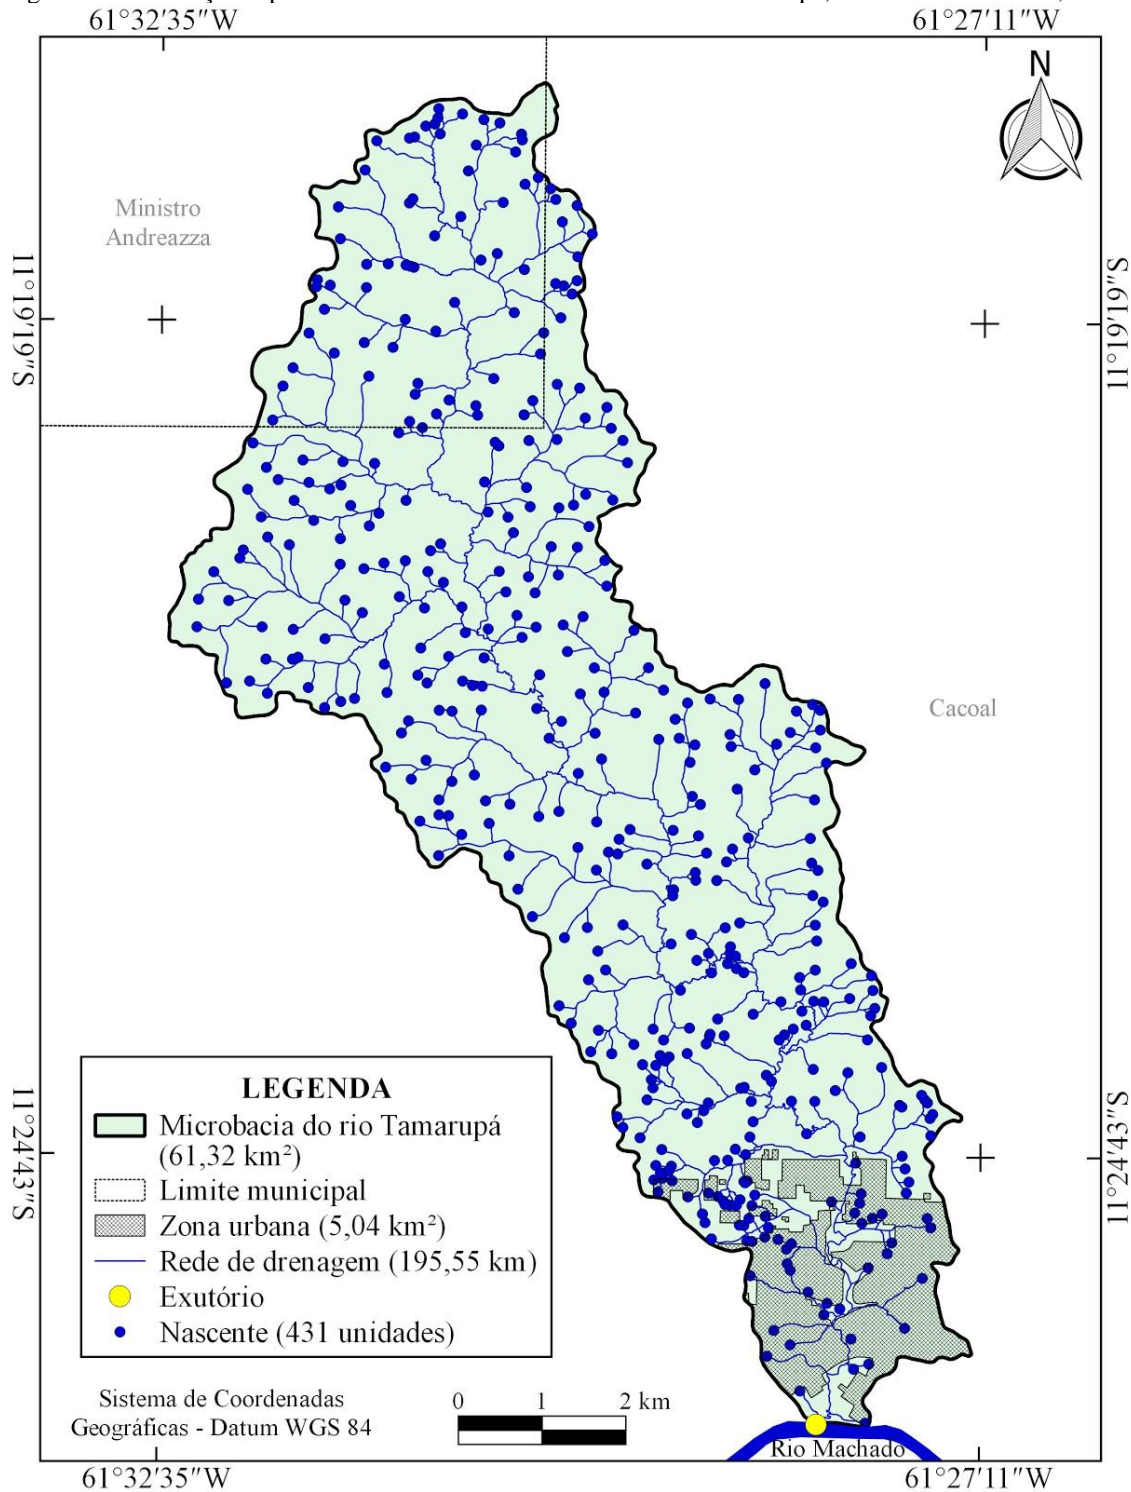 61°32'35"W
61°27'11"W
N
Ministro
Andreazza
11°19'19"S
11°19'19"S
Cacoal
LEGENDA
Microbacia do rio Tamarupá
(61,32 km²)
Limite municipal
Zona urbana (5,04 km²)
Rede de drenagem (195,55 km)
Exutório
Nascente (431 unidades)
11°24'43"S
11°24'43"S
Sistema de Coordenadas
Geográficas - Datum WGS 84
0 1 2 km
Rio Machado
61°32'35"W
61°27'11"W